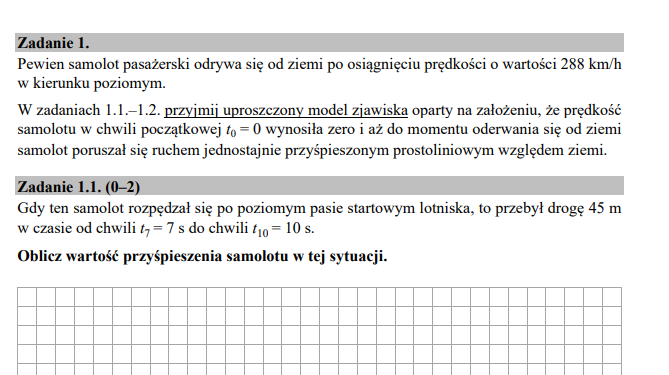 Zadanie 1.
Pewien samolot pasażerski odrywa się od ziemi po osiągnięciu prędkości o wartości 288 km/h
w kierunku poziomym.
W zadaniach 1.1.–1.2. przyjmij uproszczony model zjawiska oparty na założeniu, że prędkość
samolotu w chwili początkowej t₀ = 0 wynosiła zero i aż do momentu oderwania się od ziemi
samolot poruszał się ruchem jednostajnie przyśpieszonym prostoliniowym względem ziemi.
Zadanie 1.1. (0–2)
Gdy ten samolot rozpędzał się po poziomym pasie startowym lotniska, to przebył drogę 45 m
w czasie od chwili t₇ = 7 s do chwili t₁₀ = 10 s.
Oblicz wartość przyśpieszenia samolotu w tej sytuacji.